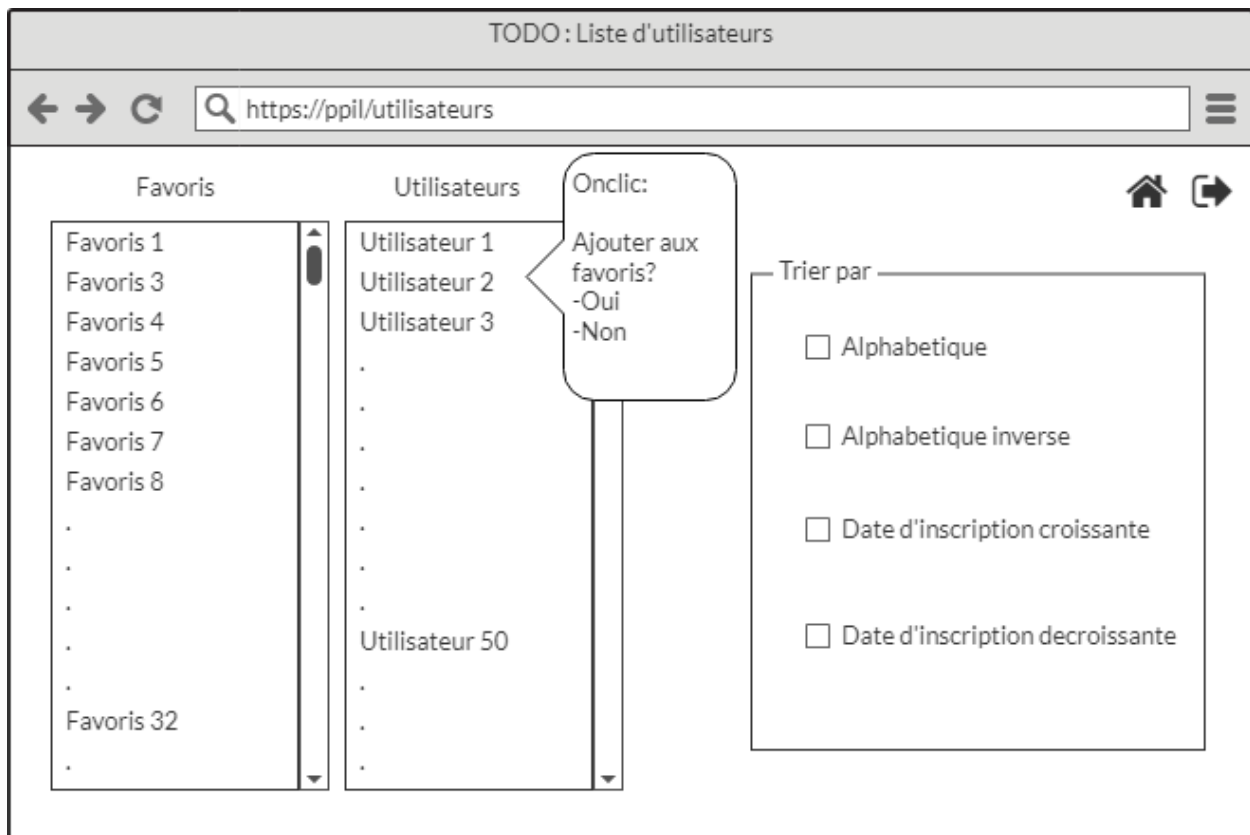 TODO : Liste d'utilisateurs
https://ppil/utilisateurs
Favoris
Favoris 1
Favoris 3
Favoris 4
Favoris 5
Favoris 6
Favoris 7
Favoris 8
.
.
.
.
.
Favoris 32
.
Utilisateurs
Utilisateur 1
Utilisateur 2
Utilisateur 3
.
.
.
.
.
.
.
Utilisateur 50
.
.
.
Onclic:
Ajouter aux
favoris?
-Oui
-Non
Trier par
Alphabetique
Alphabetique inverse
Date d'inscription croissante
Date d'inscription decroissante